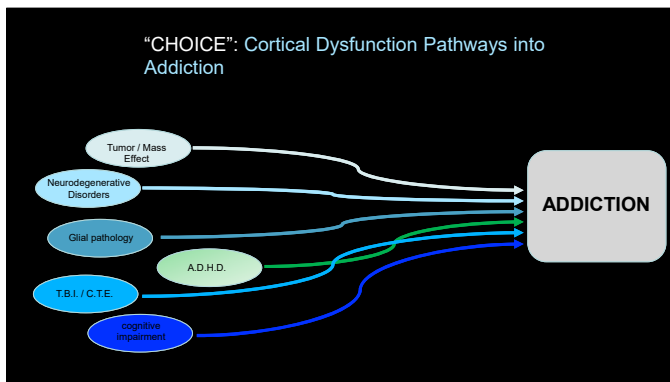 “CHOICE”: Cortical Dysfunction Pathways into
Addiction
Tumor / Mass
Effect
Neurodegenerative
Disorders
Glial pathology
A.D.H.D.
T.B.I. / C.T.E.
cognitive
impairment
ADDICTION